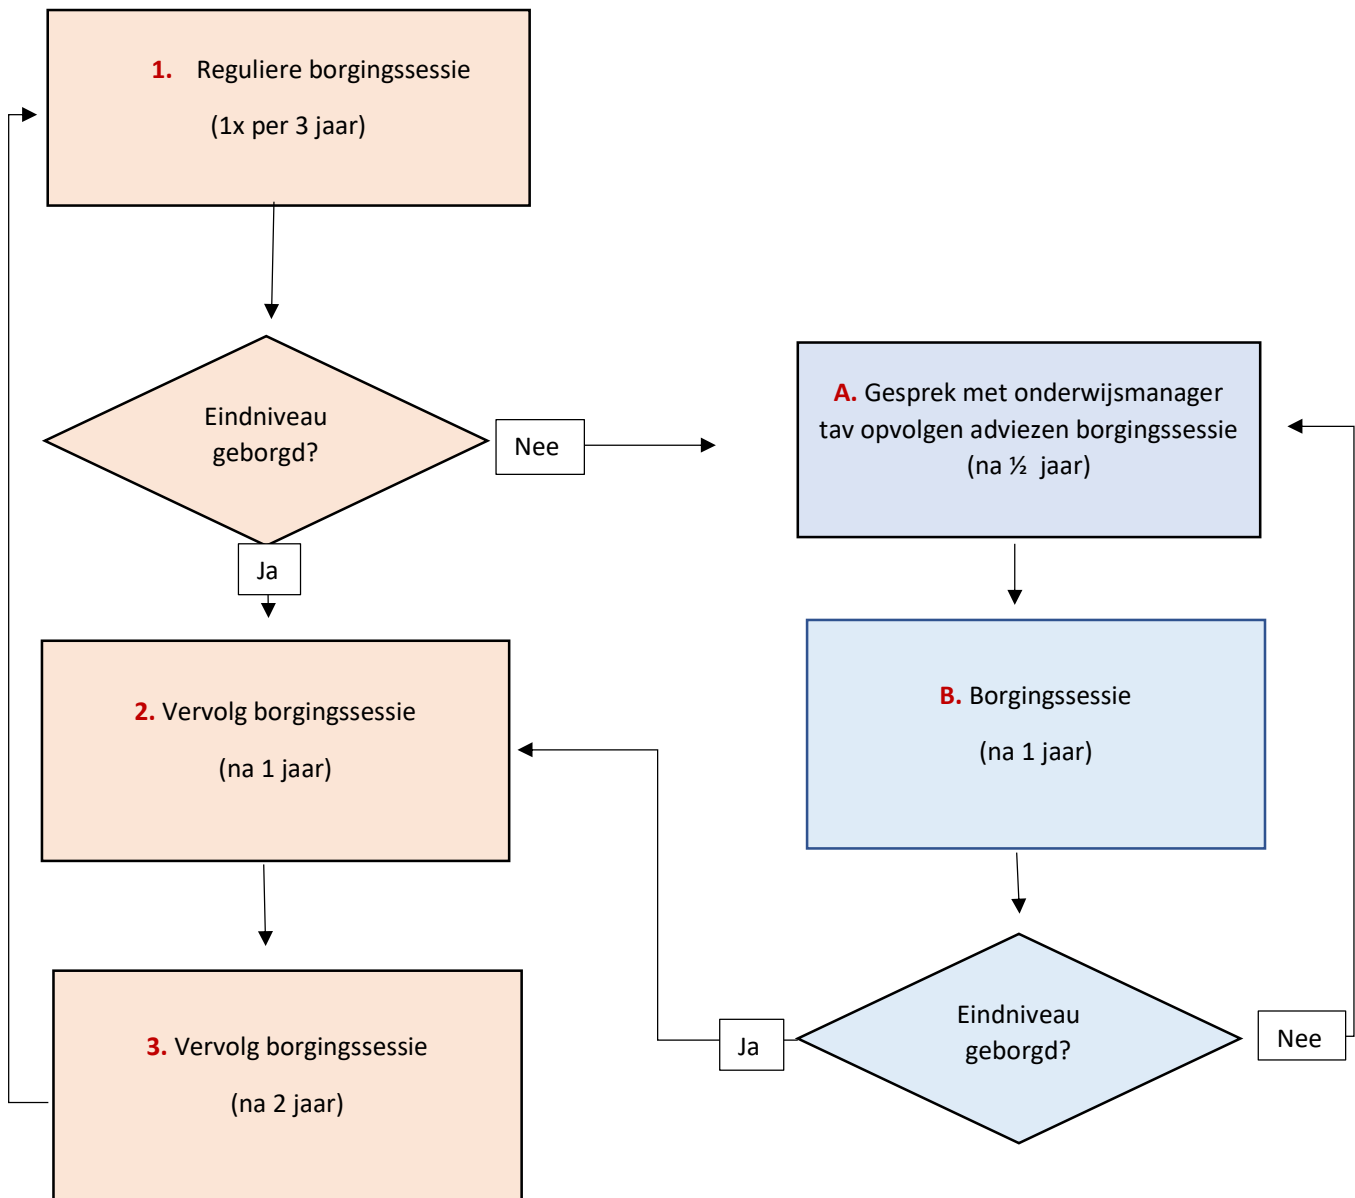 1. Reguliere borgingssessie
(1x per 3 jaar)
Eindniveau
geborgd?
Nee
Ja
2. Vervolg borgingssessie
(na 1 jaar)
3. Vervolg borgingssessie
(na 2 jaar)
A. Gesprek met onderwijsmanager
tav opvolgen adviezen borgingssessie
(na ½ jaar)
B. Borgingssessie
(na 1 jaar)
Eindniveau
geborgd?
Ja
Nee